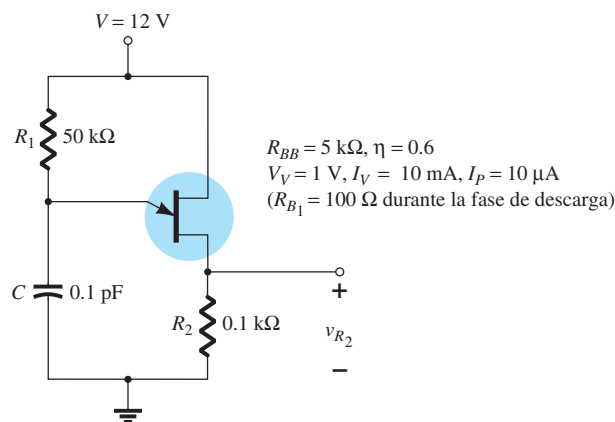 V = 12 V
R1 50 kΩ
RBB = 5 kΩ, η = 0.6
VV = 1 V, IV = 10 mA, IP = 10 μA
(RB1 = 100 Ω durante la fase de descarga)
C 0.1 pF
R2 0.1 kΩ
+
vR2
–